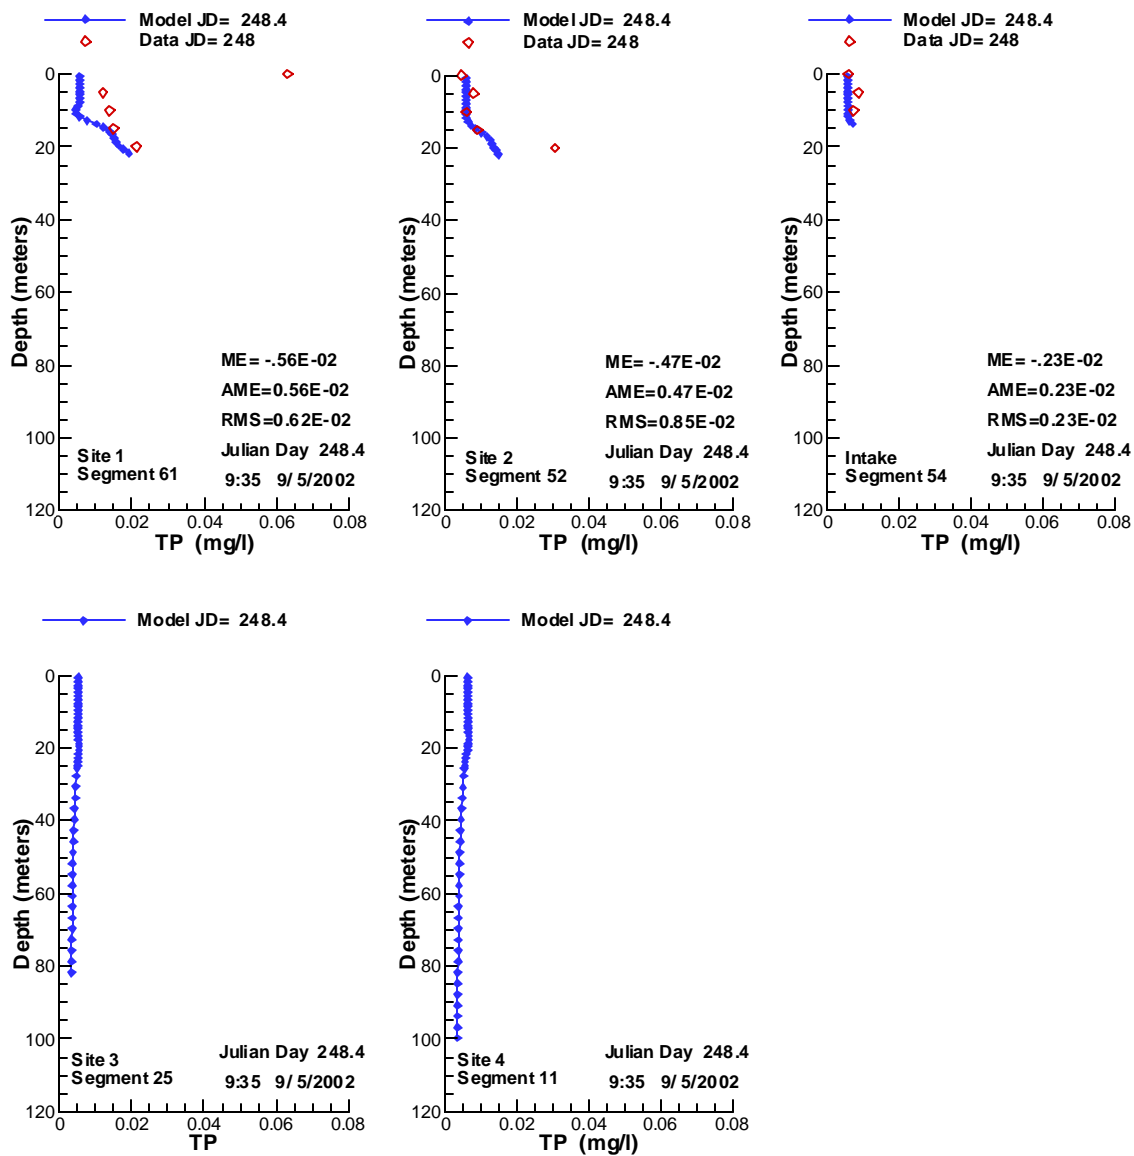 Model JD= 248.4
Data JD= 248
0
20
40
60
80
100
120
Depth (meters)
ME= -.56E-02
AME=0.56E-02
RMS=0.62E-02
Julian Day 248.4
9:35 9/ 5/2002
Site 1
Segment 61
0 0.02 0.04 0.06 0.08
TP (mg/l)
Model JD= 248.4
Data JD= 248
0
20
40
60
80
100
120
Depth (meters)
ME= -.47E-02
AME=0.47E-02
RMS=0.85E-02
Julian Day 248.4
9:35 9/ 5/2002
Site 2
Segment 52
0 0.02 0.04 0.06 0.08
TP (mg/l)
Model JD= 248.4
Data JD= 248
0
20
40
60
80
100
120
Depth (meters)
ME= -.23E-02
AME=0.23E-02
RMS=0.23E-02
Julian Day 248.4
9:35 9/ 5/2002
Intake
Segment 54
0 0.02 0.04 0.06 0.08
TP (mg/l)
Model JD= 248.4
0
20
40
60
80
100
120
Depth (meters)
Julian Day 248.4
9:35 9/ 5/2002
Site 3
Segment 25
0 0.02 0.04 0.06 0.08
TP
Model JD= 248.4
0
20
40
60
80
100
120
Depth (meters)
Julian Day 248.4
9:35 9/ 5/2002
Site 4
Segment 11
0 0.02 0.04 0.06 0.08
TP (mg/l)